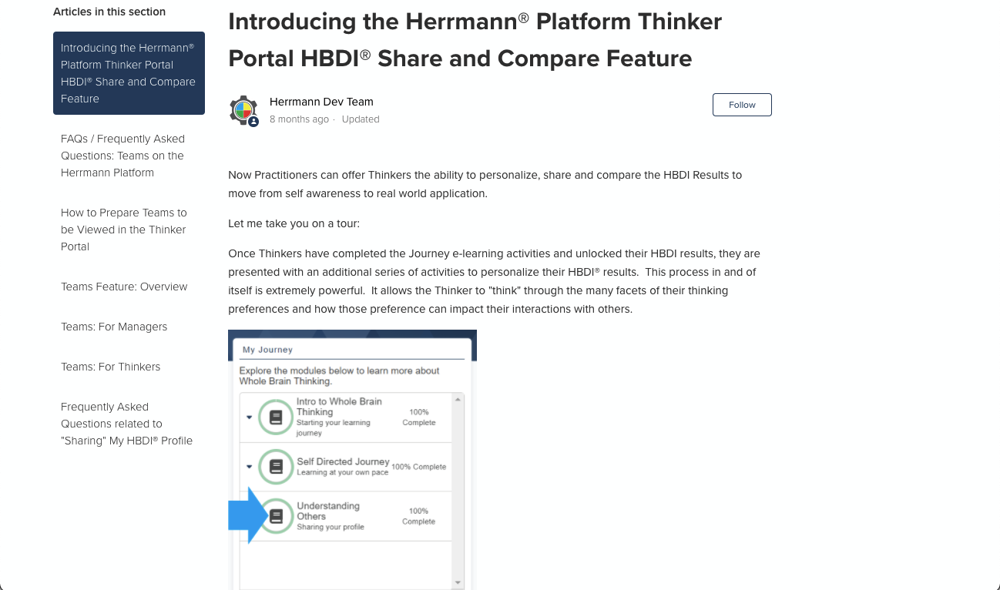 Articles in this section
Introducing the Herrmann®
Platform Thinker Portal
HBDI® Share and Compare
Feature
FAQs / Frequently Asked
Questions: Teams on the
Herrmann Platform
How to Prepare Teams to
be Viewed in the Thinker
Portal
Teams Feature: Overview
Teams: For Managers
Teams: For Thinkers
Frequently Asked
Questions related to
"Sharing" My HBDI® Profile
Introducing the Herrmann® Platform Thinker
Portal HBDI® Share and Compare Feature
Herrmann Dev Team
8 months ago · Updated
Follow
Now Practitioners can offer Thinkers the ability to personalize, share and compare the HBDI Results to
move from self awareness to real world application.
Let me take you on a tour:
Once Thinkers have completed the Journey e-learning activities and unlocked their HBDI results, they are
presented with an additional series of activities to personalize their HBDI® results.  This process in and of
itself is extremely powerful.  It allows the Thinker to "think" through the many facets of their thinking
preferences and how those preference can impact their interactions with others.
My Journey
Explore the modules below to learn more about
Whole Brain Thinking.
Intro to Whole Brain
Thinking
Starting your learning
journey
100%
Complete
Self Directed Journey
Learning at your own pace
100% Complete
Understanding
Others
Sharing your profile
100%
Complete